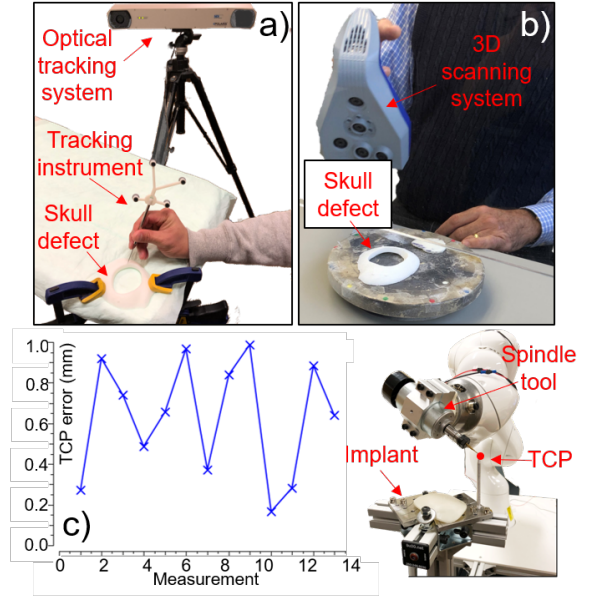 a)
Optical
tracking
system
Tracking
instrument
Skull
defect
b)
3D
scanning
system
Skull
defect
c)
TCP error (mm)
1.0
0.8
0.6
0.4
0.2
0.0
0 2 4 6 8 10 12 14
Measurement
Spindle
tool
Implant
TCP